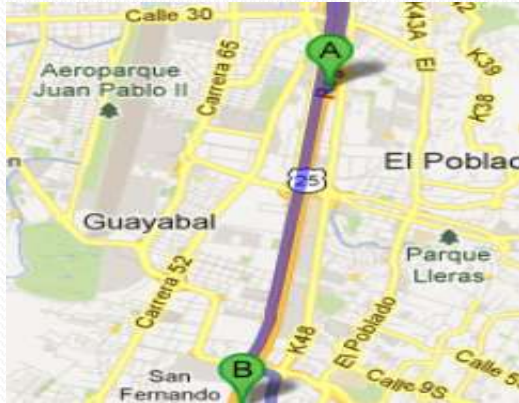 Calle 30
A
K43A
El
K39
K38
Carrera 65
Aeroparque
Juan Pablo II
25
El Poblad
Guayabal
Parque
Lleras
Carrera 52
K48
El Poblado
B
San
Fernando
Calle 9S
Calle 5